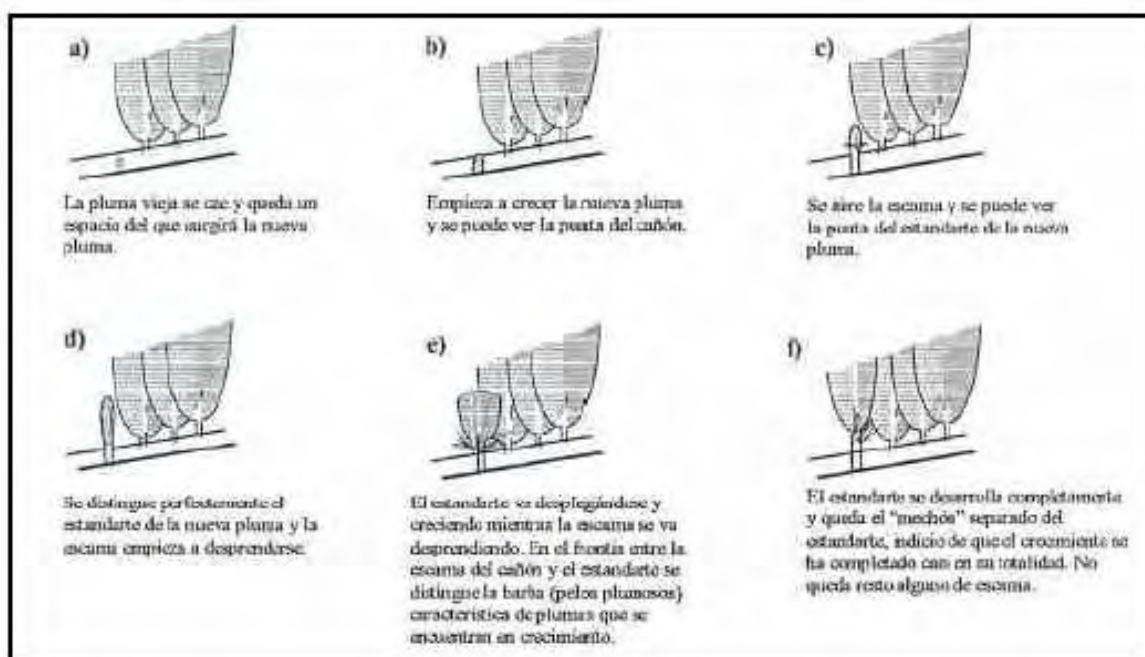 a)
La pluma vieja se cae y queda un
espacio del que surgirá la nueva
pluma.
b)
Empieza a crecer la nueva pluma
y se puede ver la punta del cañón.
c)
Se abre la escama y se puede ver
la punta del estandarte de la nueva
pluma.
d)
Se distingue perfectamente el
estandarte de la nueva pluma y la
escama empieza a desprenderse.
e)
El estandarte va desplegándose y
creciendo mientras la escama se va
desprendiendo. En el frontis entre la
escama del cañón y el estandarte se
distingue la barba (pelos plumosos)
característica de plumas que se
encuentran en crecimiento.
f)
El estandarte se desarrolla completamente
y queda el "mechón" separado del
estandarte, indicio de que el crecimiento se
ha completado casi en su totalidad. No
queda resto alguno de escama.